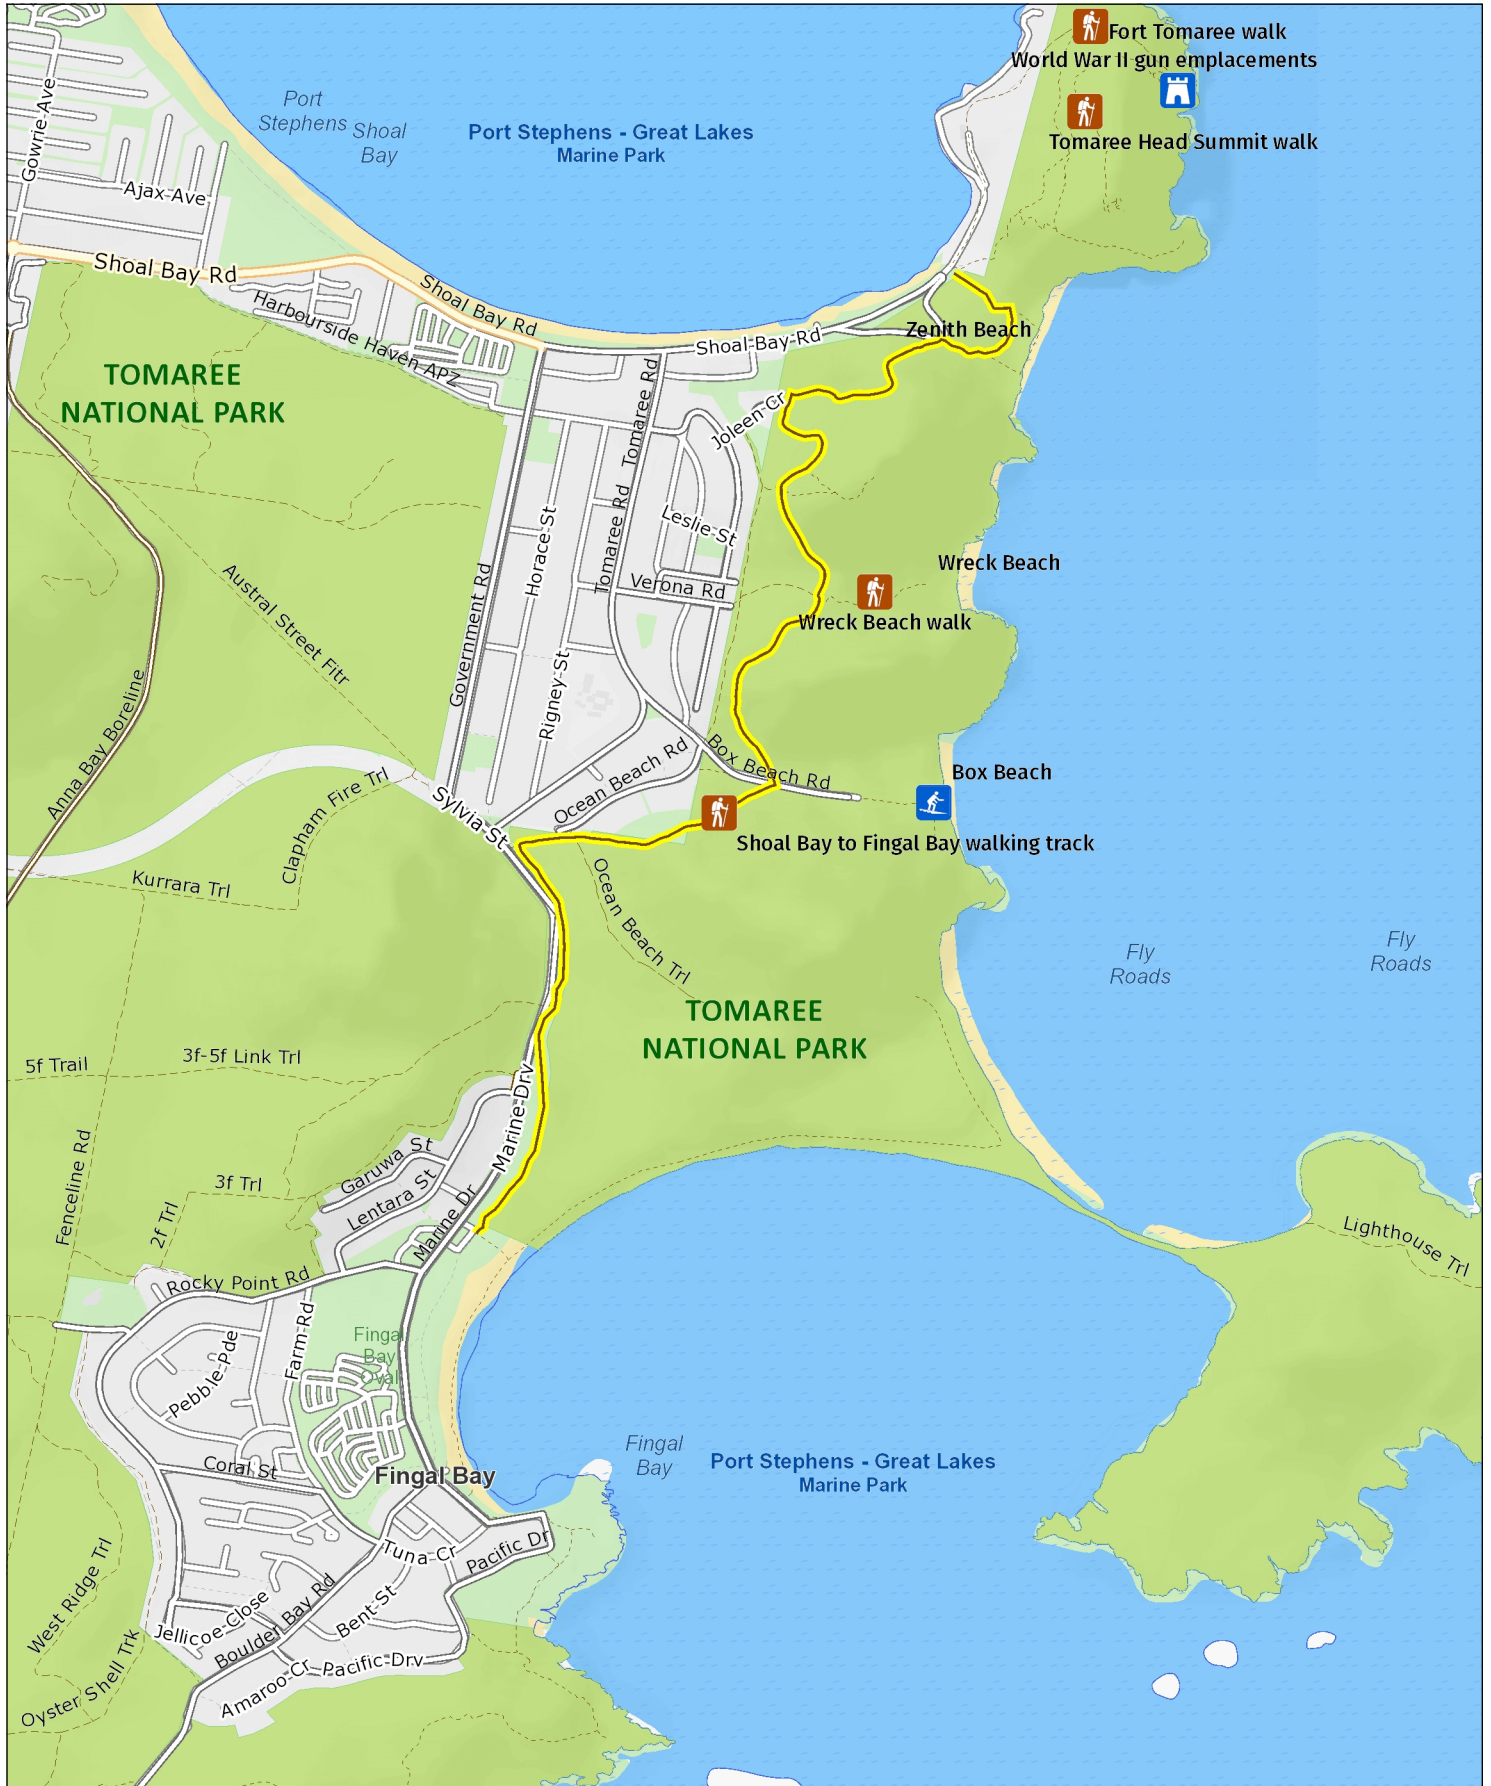 Fort Tomaree walk
World War II gun emplacements
Tomaree Head Summit walk
Port
Stephens
Shoal
Bay
Port Stephens - Great Lakes
Marine Park
Gowrie-Ave
Ajax-Ave
Shoal Bay Rd
Shoal Bay Rd
Shoal-Bay-Rd
Harbourside Haven APZ
Zenith Beach
TOMAREE
NATIONAL PARK
Joleen-Cr
Tomaree Rd
Tomaree Rd
Leslie-St
Horace-St
Verona Rd
Government Rd
Rigney-St
Wreck Beach
Wreck Beach walk
Austral Street Fitr
Anna Bay Boreline
Box Beach Rd
Ocean Beach Rd
Box Beach
Sylvia St
Clapham Fire Trl
Shoal Bay to Fingal Bay walking track
Kurrara Trl
Ocean Beach Trl
Fly
Roads
Fly
Roads
TOMAREE
NATIONAL PARK
5f Trail
3f-5f Link Trl
Marine-Drv
Fenceline Rd
Garuwa St
Lentara St
3f Trl
2f Trl
Marine Dr
Lighthouse Trl
Rocky Point Rd
Farm-Rd
Pebble-Pde
Fingal
Bay
Oval
Coral St
Fingal Bay
Fingal
Bay
Port Stephens - Great Lakes
Marine Park
Tuna-Cr
Pacific Dr
West Ridge Trl
Jellicoe-Close
Boulder Bay Rd
Bent-St
Oyster Shell Trk
Amaroo-Cr
Pacific-Drv